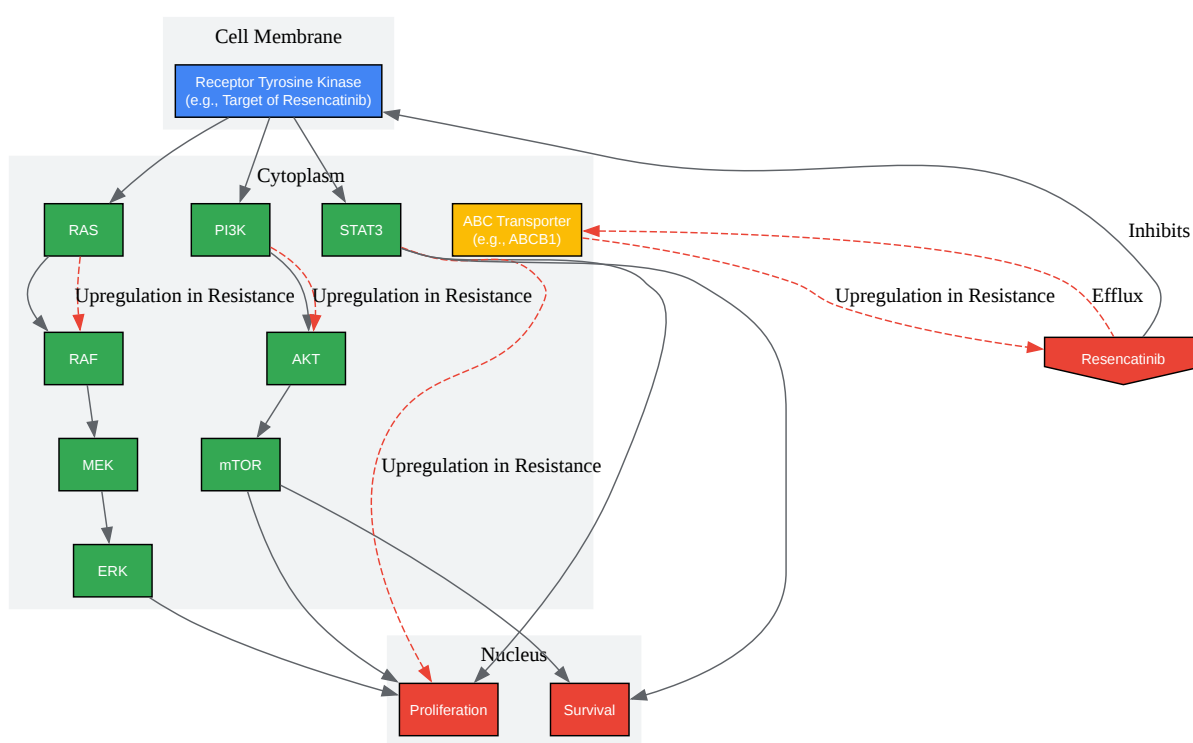 Cell Membrane
Receptor Tyrosine Kinase
(e.g., Target of Resencatinib)
Cytoplasm
RAS
PI3K
STAT3
ABC Transporter
(e.g., ABCB1)
Inhibits
Upregulation in Resistance
Upregulation in Resistance
Upregulation in Resistance
Efflux
RAF
AKT
Resencatinib
MEK
mTOR
Upregulation in Resistance
ERK
Nucleus
Proliferation
Survival